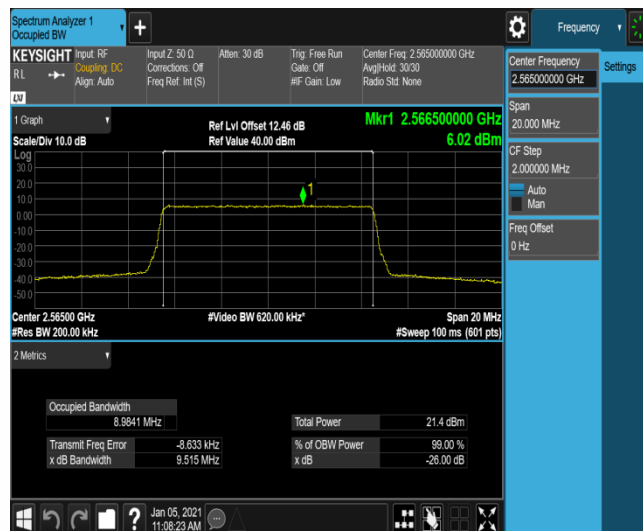 Spectrum Analyzer 1
Occupied BW
Frequency
KEYSIGHT
RL
LXI
Input: RF
Coupling: DC
Align: Auto
Input Z: 50 Ω
Corrections: Off
Freq Ref: Int (S)
Atten: 30 dB
Trig: Free Run
Gate: Off
#IF Gain: Low
Center Freq: 2.565000000 GHz
Avg|Hold: 30/30
Radio Std: None
Center Frequency
2.565000000 GHz
Settings
Span
20.000 MHz
CF Step
2.000000 MHz
Auto
Man
Freq Offset
0 Hz
1 Graph
Scale/Div 10.0 dB
Ref Lvl Offset 12.46 dB
Ref Value 40.00 dBm
Mkr1 2.566500000 GHz
6.02 dBm
Log
30.0
20.0
10.0
0.00
-10.0
-20.0
-30.0
-40.0
-50.0
1
Center 2.56500 GHz
#Res BW 200.00 kHz
#Video BW 620.00 kHz*
Span 20 MHz
#Sweep 100 ms (601 pts)
2 Metrics
Occupied Bandwidth
8.9841 MHz
Total Power 21.4 dBm
Transmit Freq Error -8.633 kHz
% of OBW Power 99.00 %
x dB Bandwidth 9.515 MHz
x dB -26.00 dB
Jan 05, 2021
11:08:23 AM